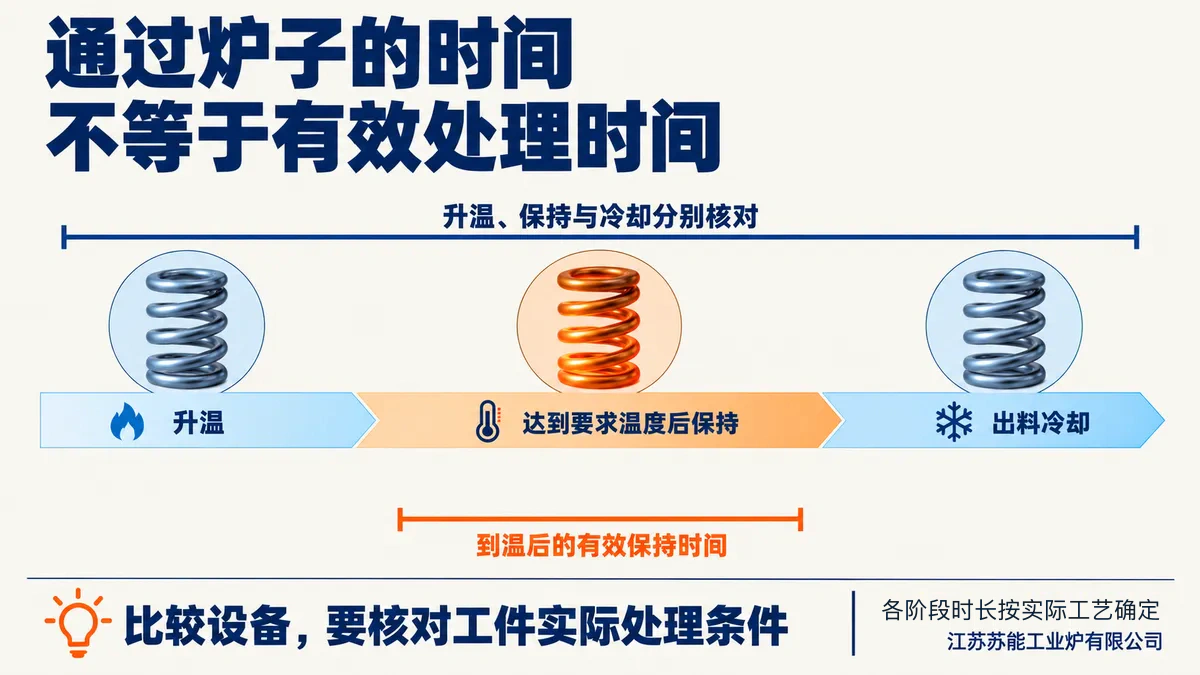 通过炉子的时间
不等于有效处理时间
升温、保持与冷却分别核对
升温
达到要求温度后保持
出料冷却
到温后的有效保持时间
比较设备，要核对工件实际处理条件
各阶段时长按实际工艺确定
江苏苏能工业炉有限公司